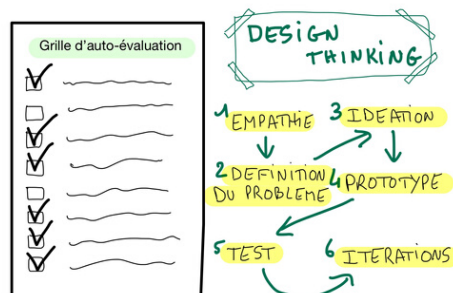 Grille d'auto-évaluation
DESIGN
THINKING
1 EMPATHIE
2 DEFINITION
DU PROBLEME
3 IDEATION
4 PROTOTYPE
5 TEST
6 ITERATIONS